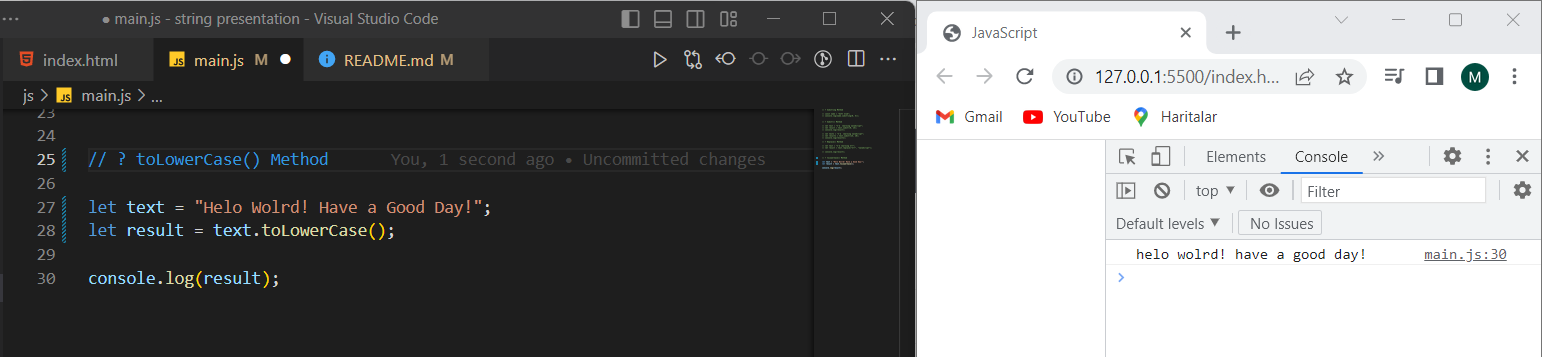 ● main.js - string presentation - Visual Studio Code
index.html
JS main.js M
README.md M
js > JS main.js > ...
23
24
25 // ? toLowerCase() Method You, 1 second ago • Uncommitted changes
26
27 let text = "Helo Wolrd! Have a Good Day!";
28 let result = text.toLowerCase();
29
30 console.log(result);
JavaScript
127.0.0.1:5500/index.h...
M
Gmail YouTube Haritalar
Elements Console »
top Filter
Default levels No Issues
helo wolrd! have a good day! main.js:30
>